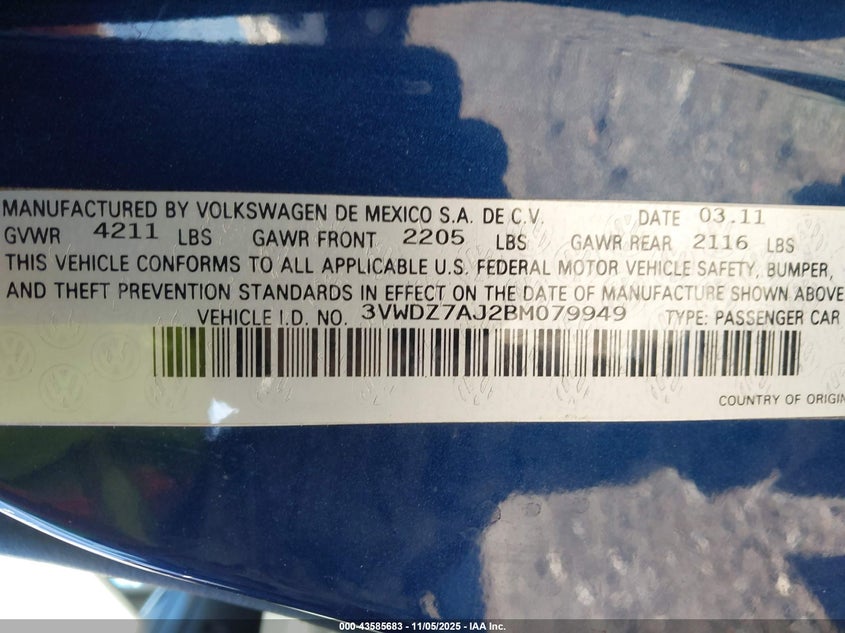 MANUFACTURED BY VOLKSWAGEN DE MEXICO S.A. DE C.V. DATE 03.11
GVWR 4211 LBS GAWR FRONT 2205 LBS GAWR REAR 2116 LBS
THIS VEHICLE CONFORMS TO ALL APPLICABLE U.S. FEDERAL MOTOR VEHICLE SAFETY, BUMPER,
AND THEFT PREVENTION STANDARDS IN EFFECT ON THE DATE OF MANUFACTURE SHOWN ABOVE
VEHICLE I.D. NO. 3VWDZ7AJ2BM079949 TYPE: PASSENGER CAR
COUNTRY OF ORIGIN
000-43585683 - 11/05/2025 - IAA Inc.